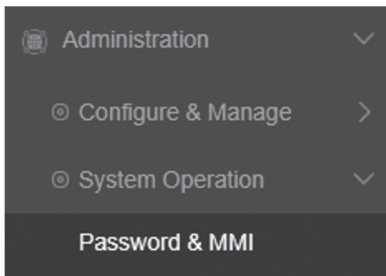 Administration
Configure & Manage
System Operation
Password & MMI